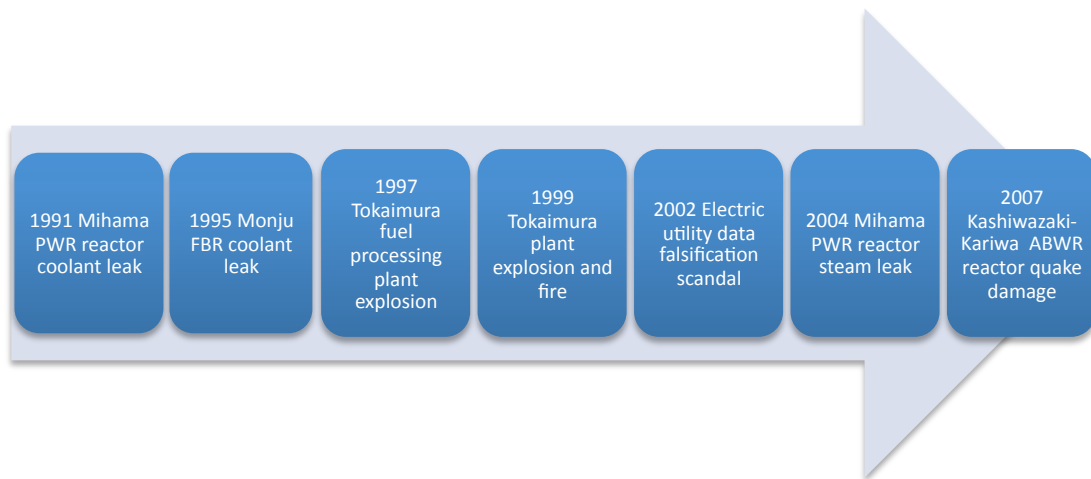 1991 Mihama
PWR reactor
coolant leak
1995 Monju
FBR coolant
leak
1997
Tokaimura
fuel
processing
plant
explosion
1999
Tokaimura
plant
explosion and
fire
2002 Electric
utility data
falsification
scandal
2004 Mihama
PWR reactor
steam leak
2007
Kashiwazaki-
Kariwa ABWR
reactor quake
damage